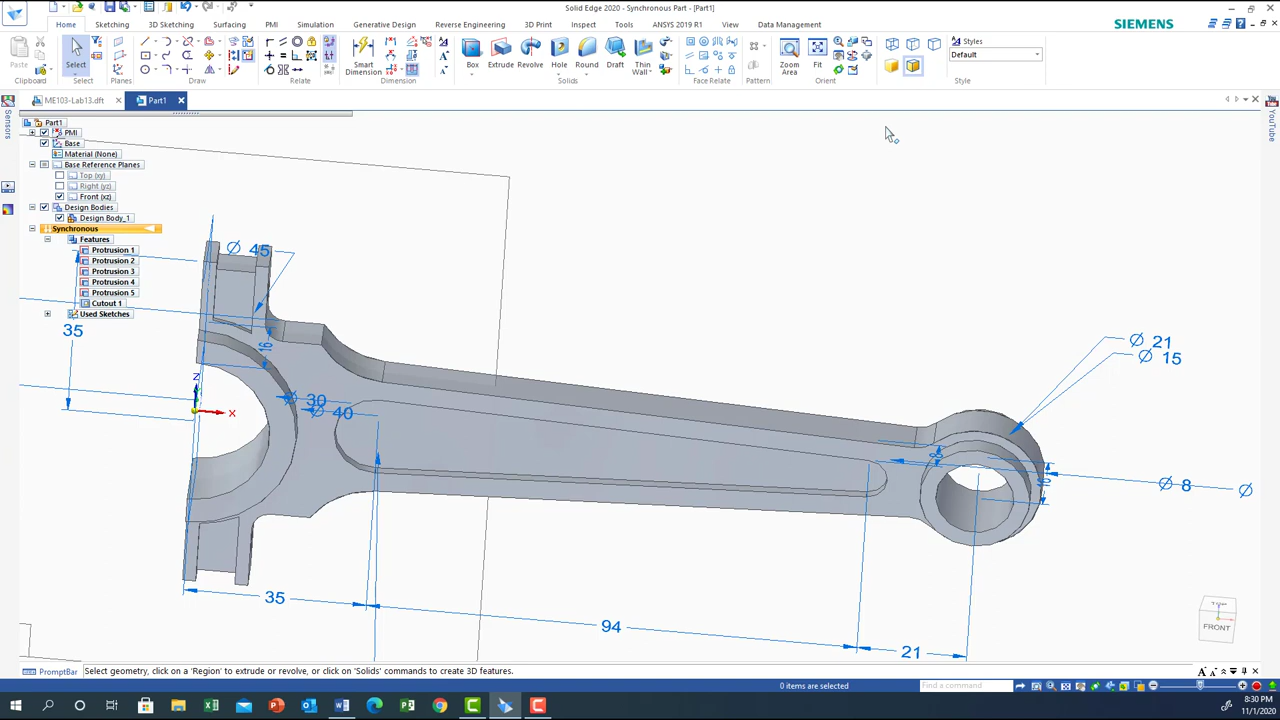 Solid Edge 2020 - Synchronous Part - [Part1]
Home Sketching 3D Sketching Surfacing PMI Simulation Generative Design Reverse Engineering 3D Print Inspect Tools ANSYS 2019 R1 View Data Management
SIEMENS
Paste
Clipboard
Select
Select
Planes
Draw
Relate
Smart Dimension
Dimension
Box
Extrude
Revolve
Hole
Round
Draft
Thin Wall
Solids
Face Relate
Pattern
Zoom Area
Fit
Orient
Styles
Default
Style
ME103-Lab13.dft
Part1
Sensors
YouTube
Part1
PMI
Base
Material (None)
Base Reference Planes
Top (xy)
Right (yz)
Front (xz)
Design Bodies
Design Body_1
Synchronous
Features
Protrusion 1
Protrusion 2
Protrusion 3
Protrusion 4
Protrusion 5
Cutout 1
Used Sketches
Ø 45
35
16
Z
X
Ø 30
Ø 40
Ø 21
Ø 15
8
16
Ø 8
Ø
35
94
21
TOP
FRONT
PromptBar
Select geometry, click on a 'Region' to extrude or revolve, or click on 'Solids' commands to create 3D features.
0 items are selected
Find a command
8:30 PM
11/1/2020